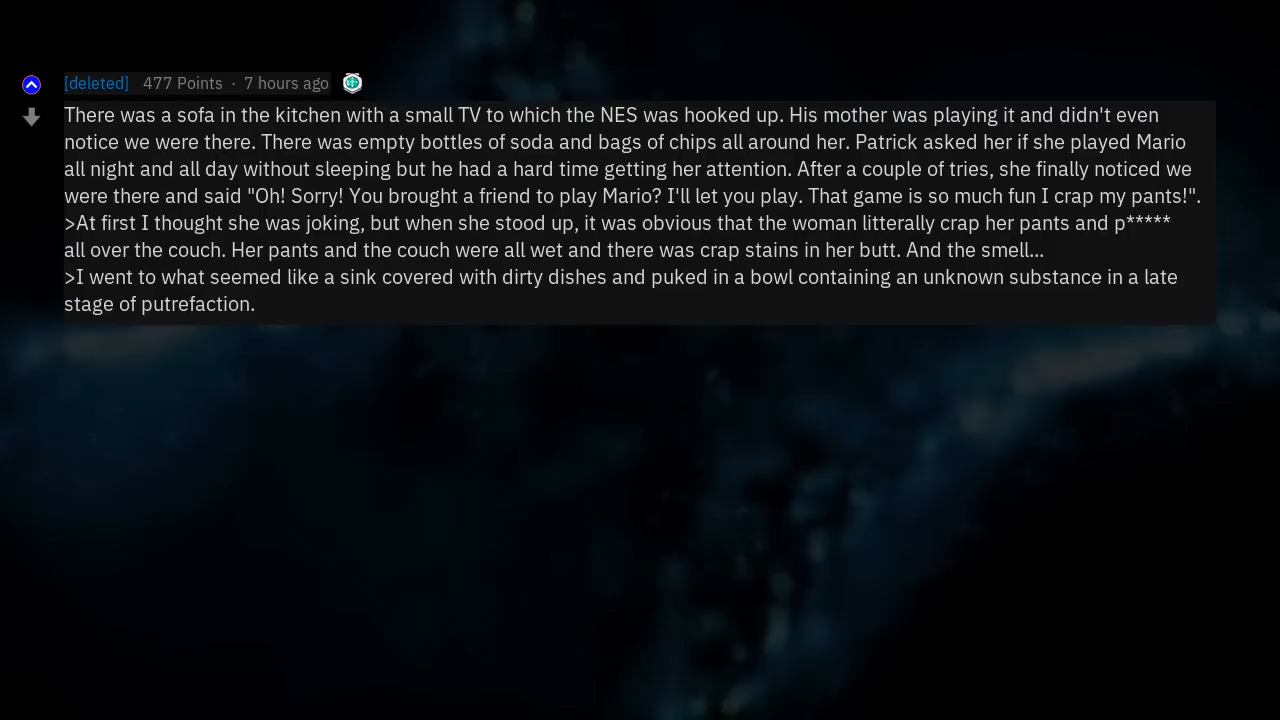 [deleted] 477 Points · 7 hours ago
There was a sofa in the kitchen with a small TV to which the NES was hooked up. His mother was playing it and didn't even
notice we were there. There was empty bottles of soda and bags of chips all around her. Patrick asked her if she played Mario
all night and all day without sleeping but he had a hard time getting her attention. After a couple of tries, she finally noticed we
were there and said "Oh! Sorry! You brought a friend to play Mario? I'll let you play. That game is so much fun I crap my pants!".
>At first I thought she was joking, but when she stood up, it was obvious that the woman litterally crap her pants and p*****
all over the couch. Her pants and the couch were all wet and there was crap stains in her butt. And the smell...
>I went to what seemed like a sink covered with dirty dishes and puked in a bowl containing an unknown substance in a late
stage of putrefaction.